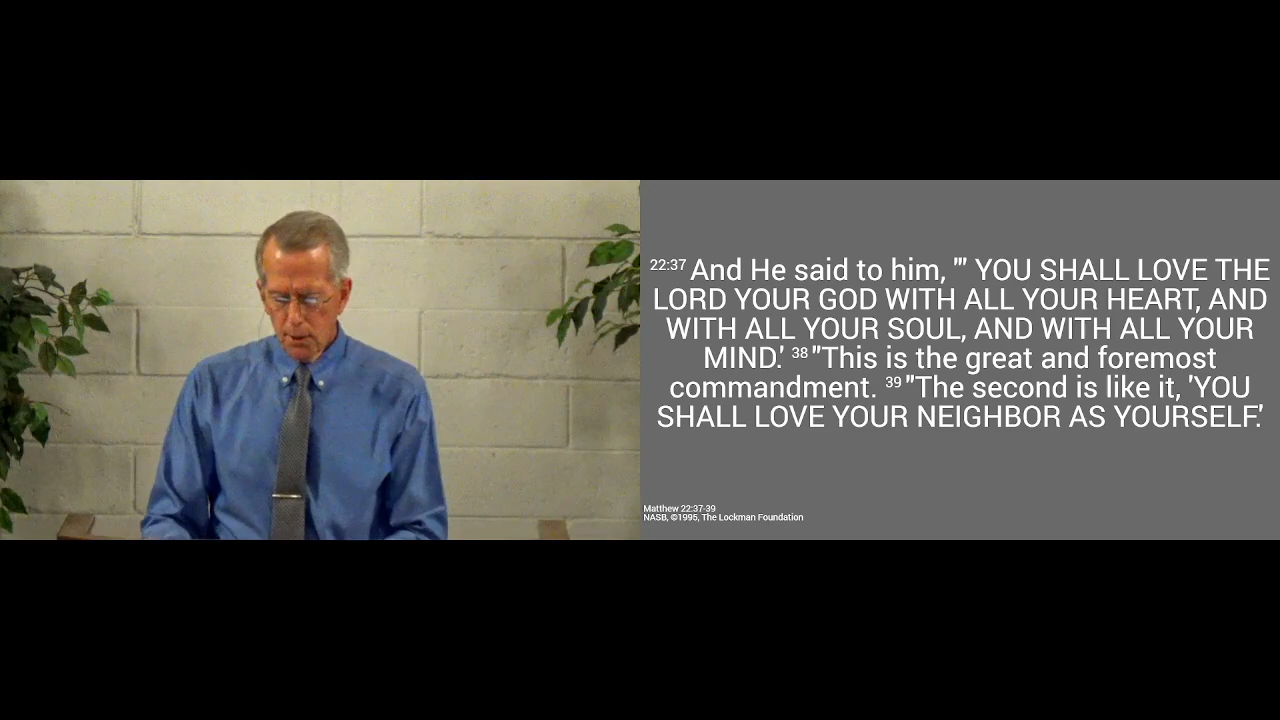 22:37 And He said to him, "' YOU SHALL LOVE THE
LORD YOUR GOD WITH ALL YOUR HEART, AND
WITH ALL YOUR SOUL, AND WITH ALL YOUR
MIND.' 38 "This is the great and foremost
commandment. 39 "The second is like it, 'YOU
SHALL LOVE YOUR NEIGHBOR AS YOURSELF.'
Matthew 22:37-39
NASB, ©1995, The Lockman Foundation